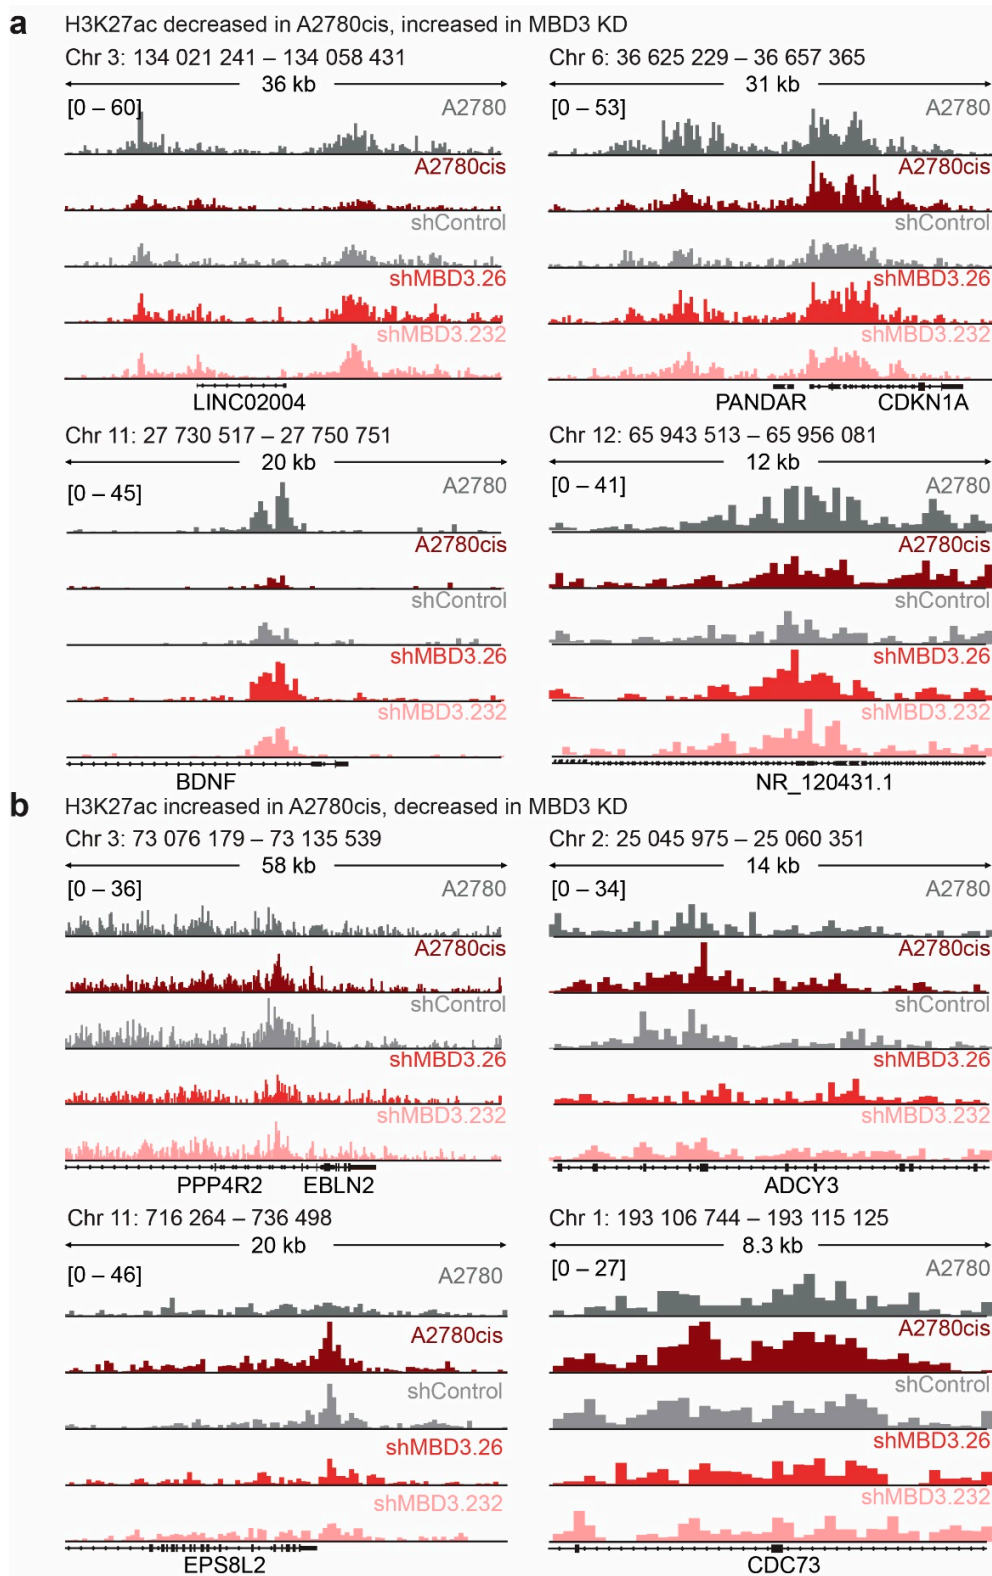 a H3K27ac decreased in A2780cis, increased in MBD3 KD
Chr 3: 134 021 241 – 134 058 431
36 kb
[0 – 60]
A2780
A2780cis
shControl
shMBD3.26
shMBD3.232
LINC02004
Chr 6: 36 625 229 – 36 657 365
31 kb
[0 – 53]
A2780
A2780cis
shControl
shMBD3.26
shMBD3.232
PANDAR CDKN1A
Chr 11: 27 730 517 – 27 750 751
20 kb
[0 – 45]
A2780
A2780cis
shControl
shMBD3.26
shMBD3.232
BDNF
Chr 12: 65 943 513 – 65 956 081
12 kb
[0 – 41]
A2780
A2780cis
shControl
shMBD3.26
shMBD3.232
NR_120431.1
b H3K27ac increased in A2780cis, decreased in MBD3 KD
Chr 3: 73 076 179 – 73 135 539
58 kb
[0 – 36]
A2780
A2780cis
shControl
shMBD3.26
shMBD3.232
PPP4R2 EBLN2
Chr 2: 25 045 975 – 25 060 351
14 kb
[0 – 34]
A2780
A2780cis
shControl
shMBD3.26
shMBD3.232
ADCY3
Chr 11: 716 264 – 736 498
20 kb
[0 – 46]
A2780
A2780cis
shControl
shMBD3.26
shMBD3.232
EPS8L2
Chr 1: 193 106 744 – 193 115 125
8.3 kb
[0 – 27]
A2780
A2780cis
shControl
shMBD3.26
shMBD3.232
CDC73